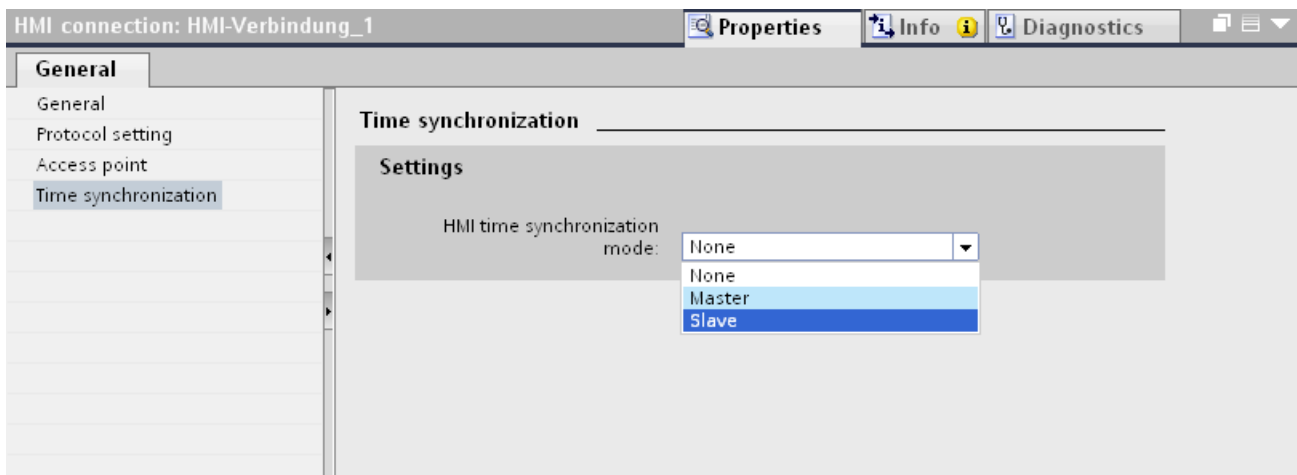 HMI connection: HMI-Verbindung_1
Properties
Info
Diagnostics
General
General
Protocol setting
Access point
Time synchronization
Time synchronization
Settings
HMI time synchronization
mode:
None
None
Master
Slave